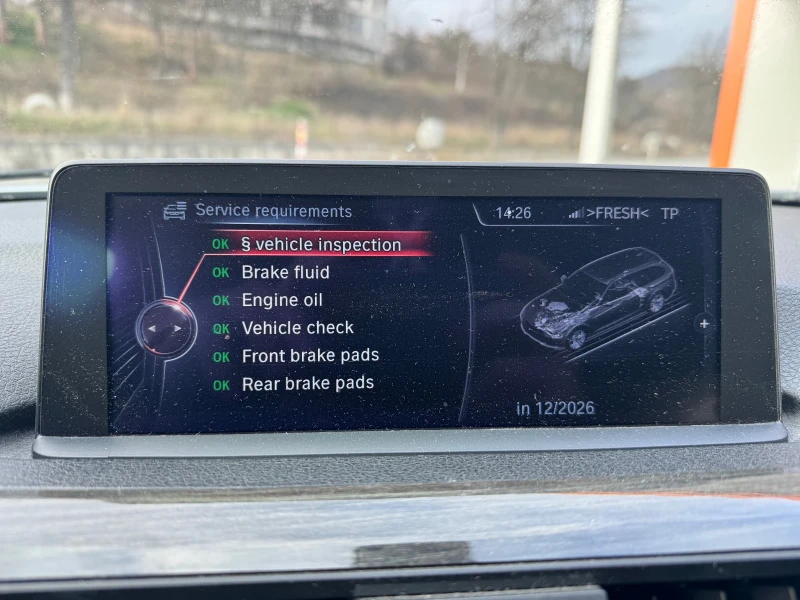 Service requirements
14:26 >FRESH< TP
OK § vehicle inspection
OK Brake fluid
OK Engine oil
OK Vehicle check
OK Front brake pads
OK Rear brake pads
in 12/2026